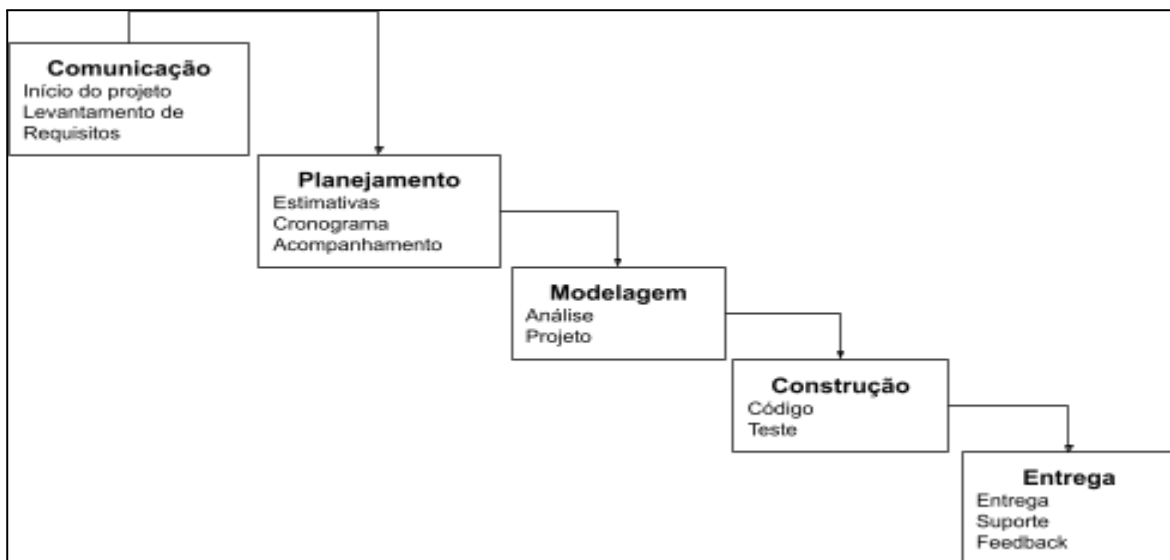 Comunicação
Início do projeto
Levantamento de
Requisitos
Planejamento
Estimativas
Cronograma
Acompanhamento
Modelagem
Análise
Projeto
Construção
Código
Teste
Entrega
Entrega
Suporte
Feedback